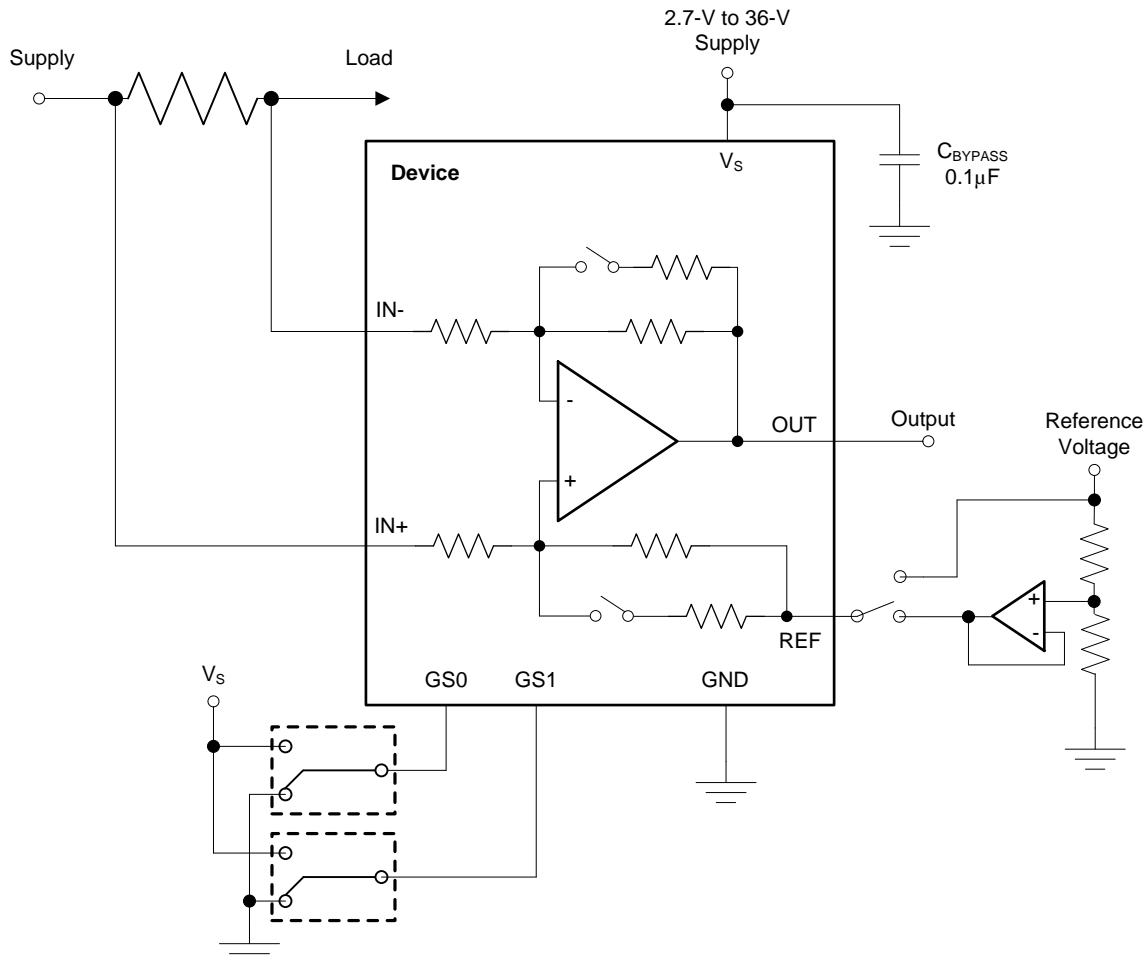 2.7-V to 36-V
Supply
Supply
Load
C_BYPASS
0.1µF
V_S
Device
IN-
-
OUT
Output
Reference
Voltage
+
IN+
+
-
REF
V_S
GS0
GS1
GND